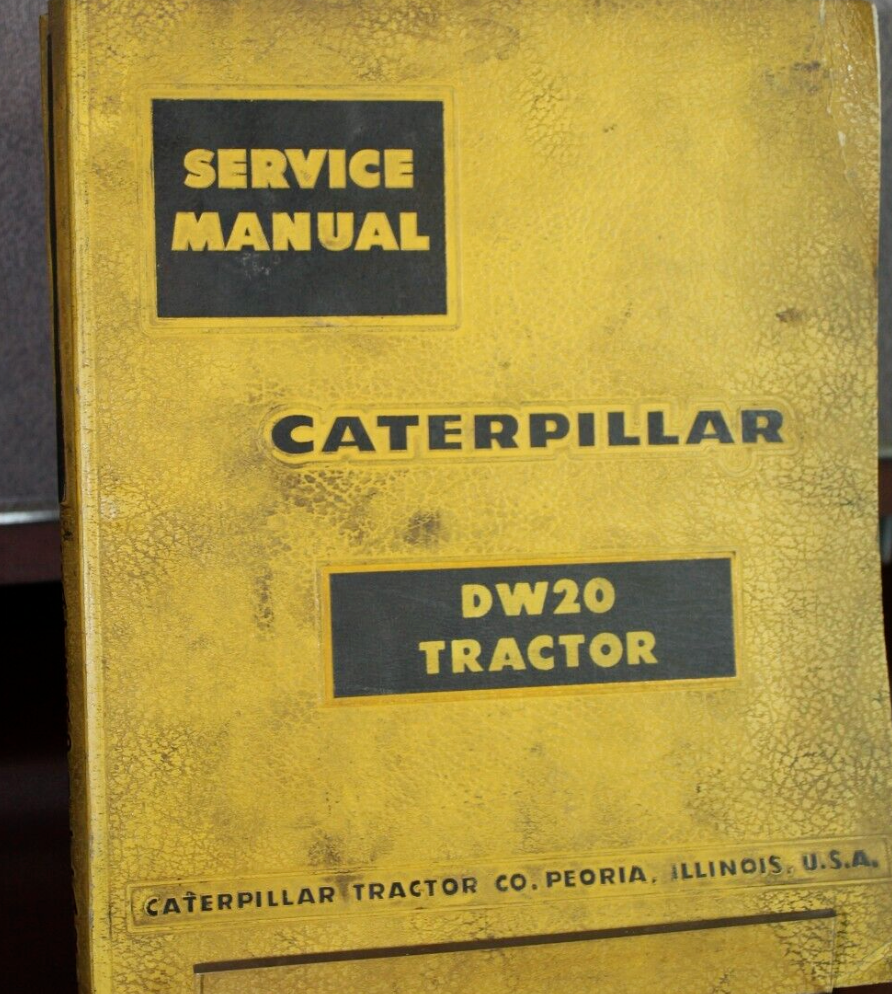 SERVICE
MANUAL
CATERPILLAR
DW20
TRACTOR
CATERPILLAR TRACTOR CO. PEORIA, ILLINOIS, U.S.A.